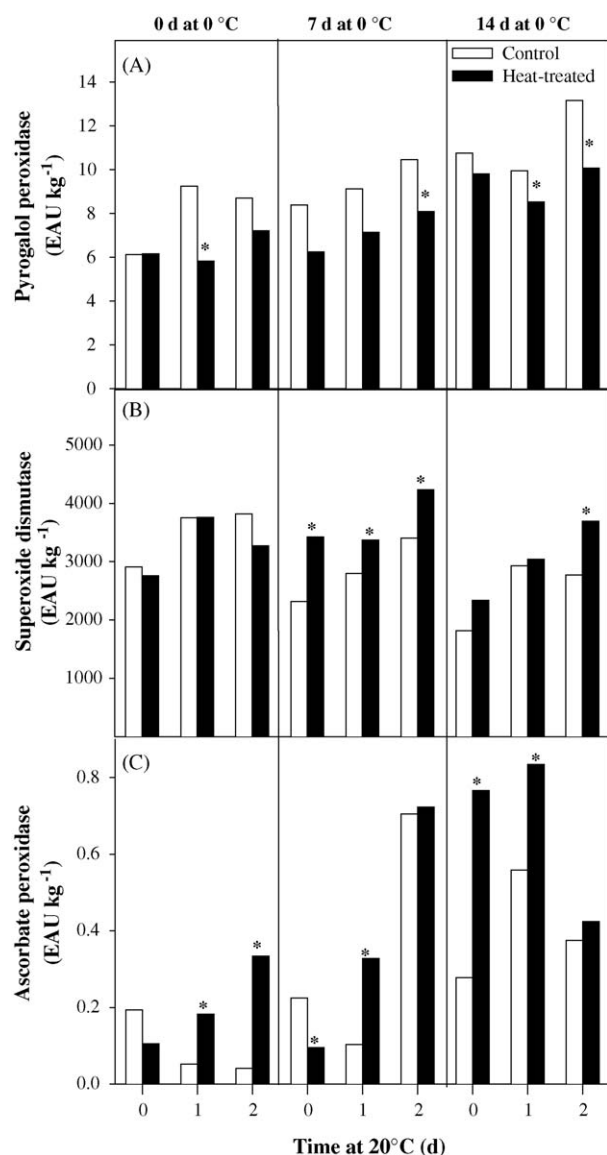 0 d at 0 °C 7 d at 0 °C 14 d at 0 °C
(A)
Control
Heat-treated
Pyrogalol peroxidase
(EAU kg-1)
14
12
10
8
6
4
2
0
* * * *
(B)
Superoxide dismutase
(EAU kg -1)
5000
4000
3000
2000
1000
* * * *
(C)
Ascorbate peroxidase
(EAU kg-1)
0.8
0.6
0.4
0.2
0.0
* * * * * *
0 1 2 0 1 2 0 1 2
Time at 20°C (d)